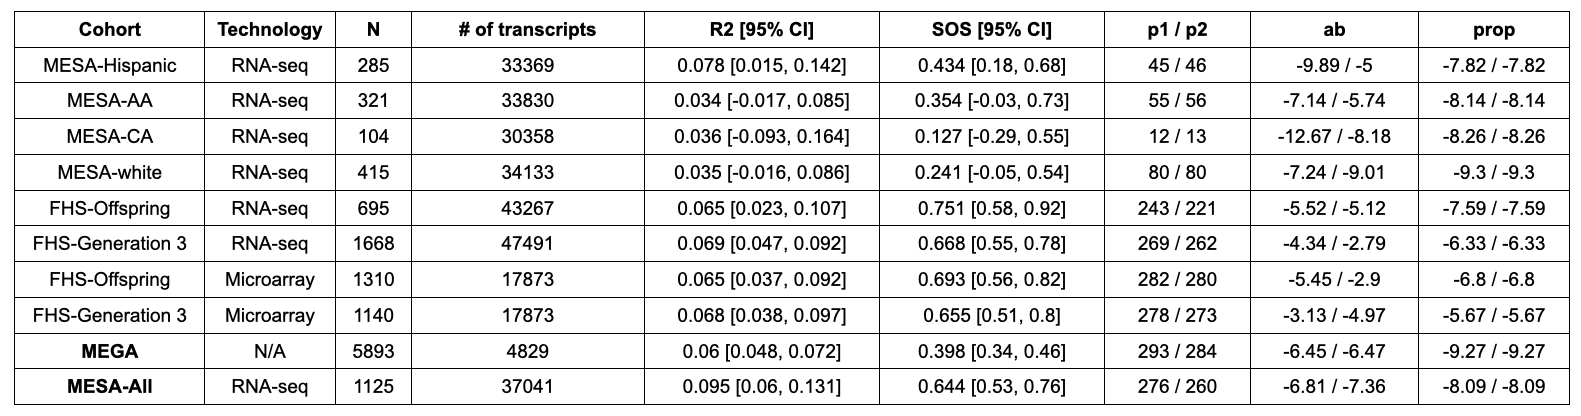 Cohort Technology N # of transcripts R2 [95% CI] SOS [95% CI] p1 / p2 ab prop
MESA-Hispanic RNA-seq 285 33369 0.078 [0.015, 0.142] 0.434 [0.18, 0.68] 45 / 46 -9.89 / -5 -7.82 / -7.82
MESA-AA RNA-seq 321 33830 0.034 [-0.017, 0.085] 0.354 [-0.03, 0.73] 55 / 56 -7.14 / -5.74 -8.14 / -8.14
MESA-CA RNA-seq 104 30358 0.036 [-0.093, 0.164] 0.127 [-0.29, 0.55] 12 / 13 -12.67 / -8.18 -8.26 / -8.26
MESA-white RNA-seq 415 34133 0.035 [-0.016, 0.086] 0.241 [-0.05, 0.54] 80 / 80 -7.24 / -9.01 -9.3 / -9.3
FHS-Offspring RNA-seq 695 43267 0.065 [0.023, 0.107] 0.751 [0.58, 0.92] 243 / 221 -5.52 / -5.12 -7.59 / -7.59
FHS-Generation 3 RNA-seq 1668 47491 0.069 [0.047, 0.092] 0.668 [0.55, 0.78] 269 / 262 -4.34 / -2.79 -6.33 / -6.33
FHS-Offspring Microarray 1310 17873 0.065 [0.037, 0.092] 0.693 [0.56, 0.82] 282 / 280 -5.45 / -2.9 -6.8 / -6.8
FHS-Generation 3 Microarray 1140 17873 0.068 [0.038, 0.097] 0.655 [0.51, 0.8] 278 / 273 -3.13 / -4.97 -5.67 / -5.67
MEGA N/A 5893 4829 0.06 [0.048, 0.072] 0.398 [0.34, 0.46] 293 / 284 -6.45 / -6.47 -9.27 / -9.27
MESA-All RNA-seq 1125 37041 0.095 [0.06, 0.131] 0.644 [0.53, 0.76] 276 / 260 -6.81 / -7.36 -8.09 / -8.09